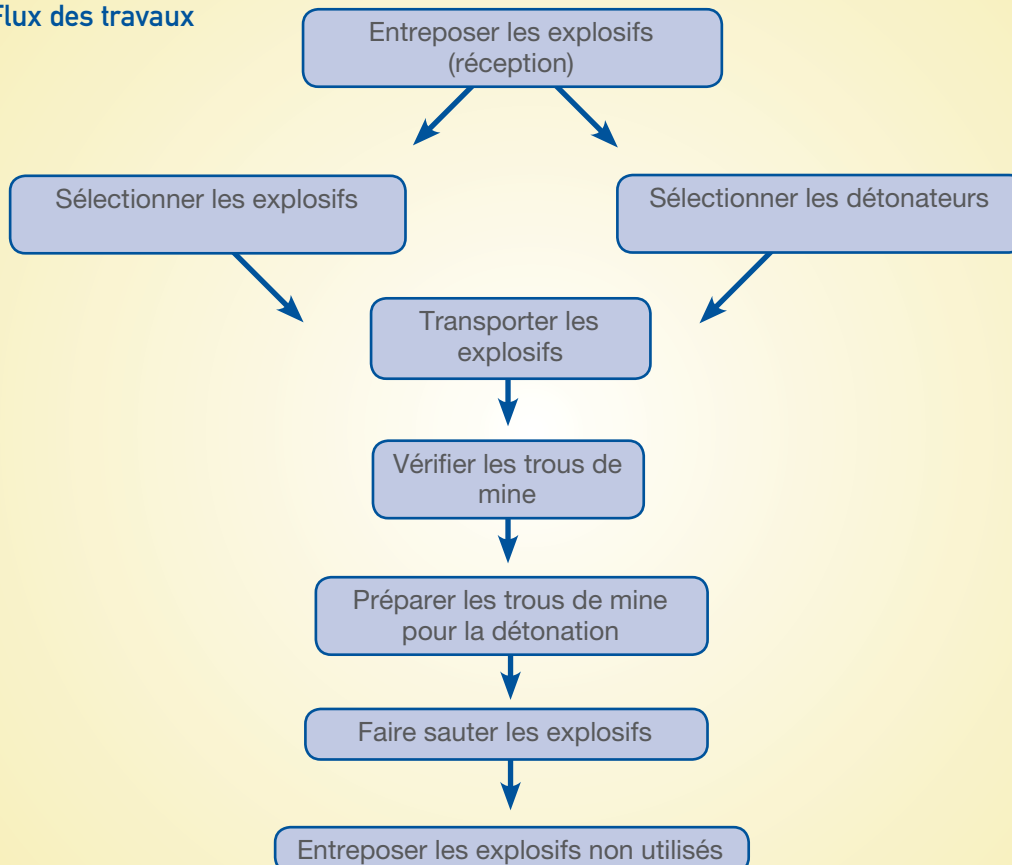 Flux des travaux
Entreposer les explosifs
(réception)
Sélectionner les explosifs
Sélectionner les détonateurs
Transporter les
explosifs
Vérifier les trous de
mine
Préparer les trous de mine
pour la détonation
Faire sauter les explosifs
Entreposer les explosifs non utilisés